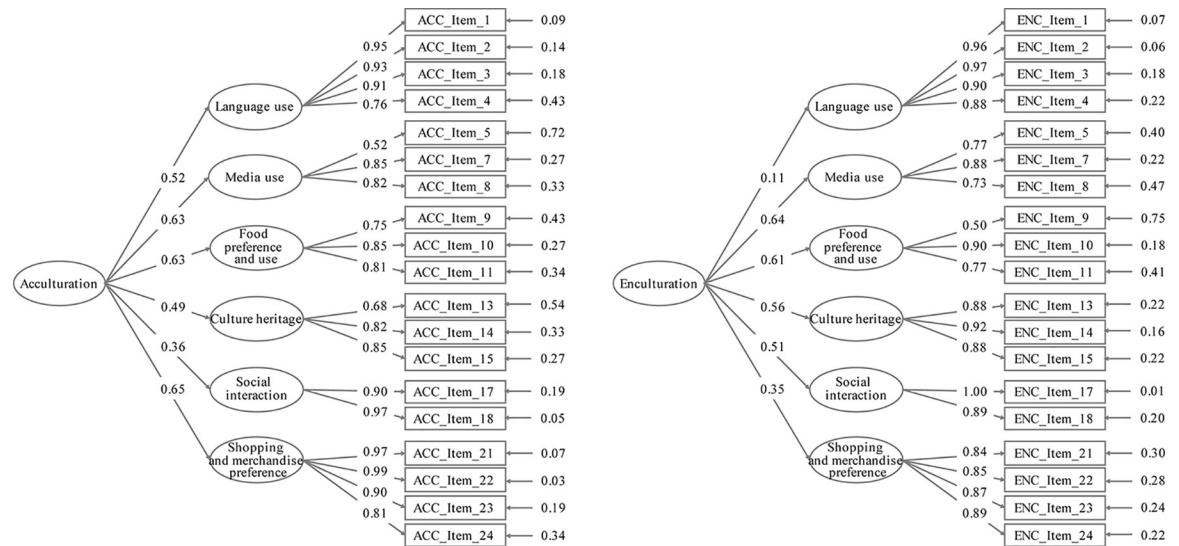 Acculturation
0.52
0.63
0.63
0.49
0.36
0.65
Language use
0.95
0.93
0.91
0.76
ACC_Item_1
0.09
ACC_Item_2
0.14
ACC_Item_3
0.18
ACC_Item_4
0.43
Media use
0.52
0.85
0.82
ACC_Item_5
0.72
ACC_Item_7
0.27
ACC_Item_8
0.33
Food
preference
and use
0.75
0.85
0.81
ACC_Item_9
0.43
ACC_Item_10
0.27
ACC_Item_11
0.34
Culture heritage
0.68
0.82
0.85
ACC_Item_13
0.54
ACC_Item_14
0.33
ACC_Item_15
0.27
Social
interaction
0.90
0.97
ACC_Item_17
0.19
ACC_Item_18
0.05
Shopping
and merchandise
preference
0.97
0.99
0.90
0.81
ACC_Item_21
0.07
ACC_Item_22
0.03
ACC_Item_23
0.19
ACC_Item_24
0.34
Enculturation
0.11
0.64
0.61
0.56
0.51
0.35
Language use
0.96
0.97
0.90
0.88
ENC_Item_1
0.07
ENC_Item_2
0.06
ENC_Item_3
0.18
ENC_Item_4
0.22
Media use
0.77
0.88
0.73
ENC_Item_5
0.40
ENC_Item_7
0.22
ENC_Item_8
0.47
Food
preference
and use
0.50
0.90
0.77
ENC_Item_9
0.75
ENC_Item_10
0.18
ENC_Item_11
0.41
Culture heritage
0.88
0.92
0.88
ENC_Item_13
0.22
ENC_Item_14
0.16
ENC_Item_15
0.22
Social
interaction
1.00
0.89
ENC_Item_17
0.01
ENC_Item_18
0.20
Shopping
and merchandise
preference
0.84
0.85
0.87
0.89
ENC_Item_21
0.30
ENC_Item_22
0.28
ENC_Item_23
0.24
ENC_Item_24
0.22